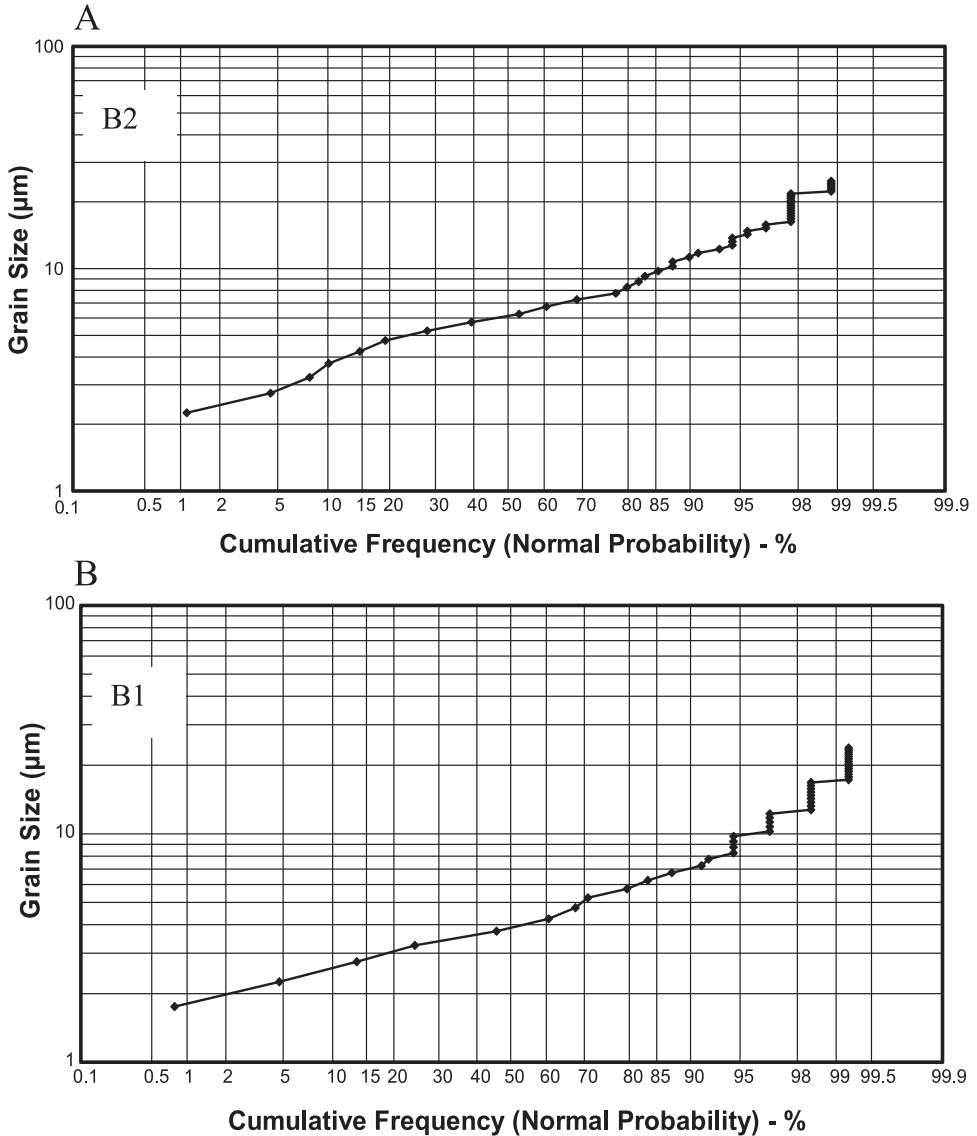 A
100
B2
10
1
Grain Size (µm)
0.1 0.5 1 2 5 10 15 20 30 40 50 60 70 80 85 90 95 98 99 99.5 99.9
Cumulative Frequency (Normal Probability) - %
B
100
B1
10
1
Grain Size (µm)
0.1 0.5 1 2 5 10 15 20 30 40 50 60 70 80 85 90 95 98 99 99.5 99.9
Cumulative Frequency (Normal Probability) - %